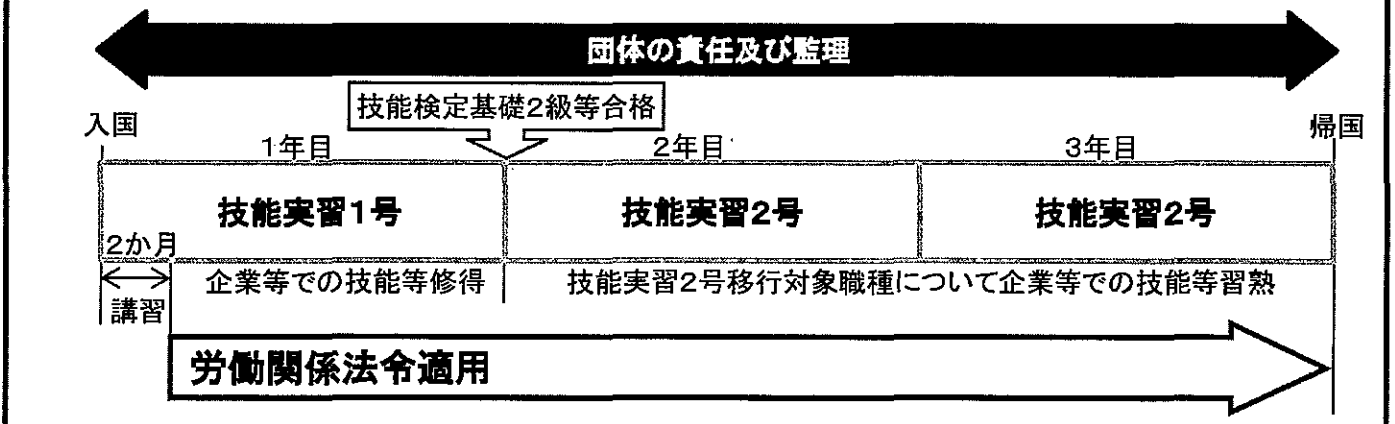 団体の責任及び監理
技能検定基礎2級等合格
入国
帰国
1年目
2年目
3年目
技能実習1号
技能実習2号
技能実習2号
2か月
講習
企業等での技能等修得
技能実習2号移行対象職種について企業等での技能等習熟
労働関係法令適用